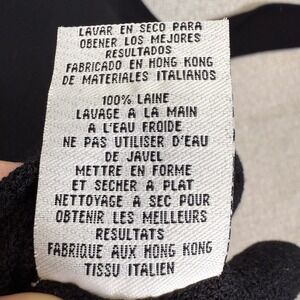 LAVAR EN SECO PARA
OBENER LOS MEJORES
RESULTADOS
FABRICADO EN HONG KONG
DE MATERIALES ITALIANOS
100% LAINE
LAVAGE A LA MAIN
A L'EAU FROIDE
NE PAS UTILISER D'EAU
DE JAVEL
METTRE EN FORME
ET SECHER A PLAT
NETTOYAGE A SEC POUR
OBTENIR LES MEILLEURS
RESULTATS
FABRIQUE AUX HONG KONG
TISSU ITALIEN